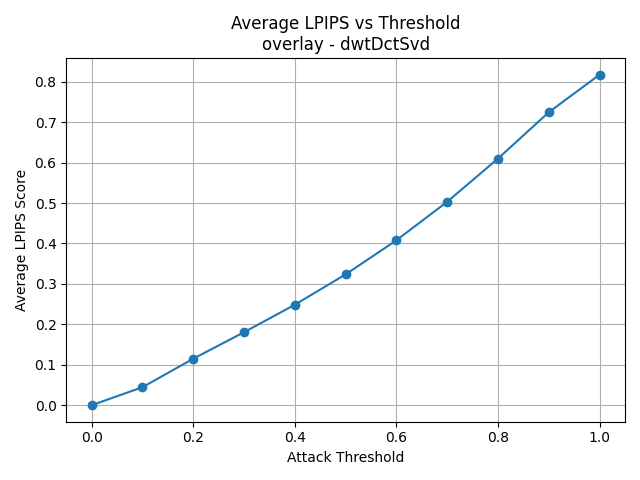 Average LPIPS vs Threshold
overlay - dwtDctSvd
Average LPIPS Score
0.8
0.7
0.6
0.5
0.4
0.3
0.2
0.1
0.0
0.0 0.2 0.4 0.6 0.8 1.0
Attack Threshold